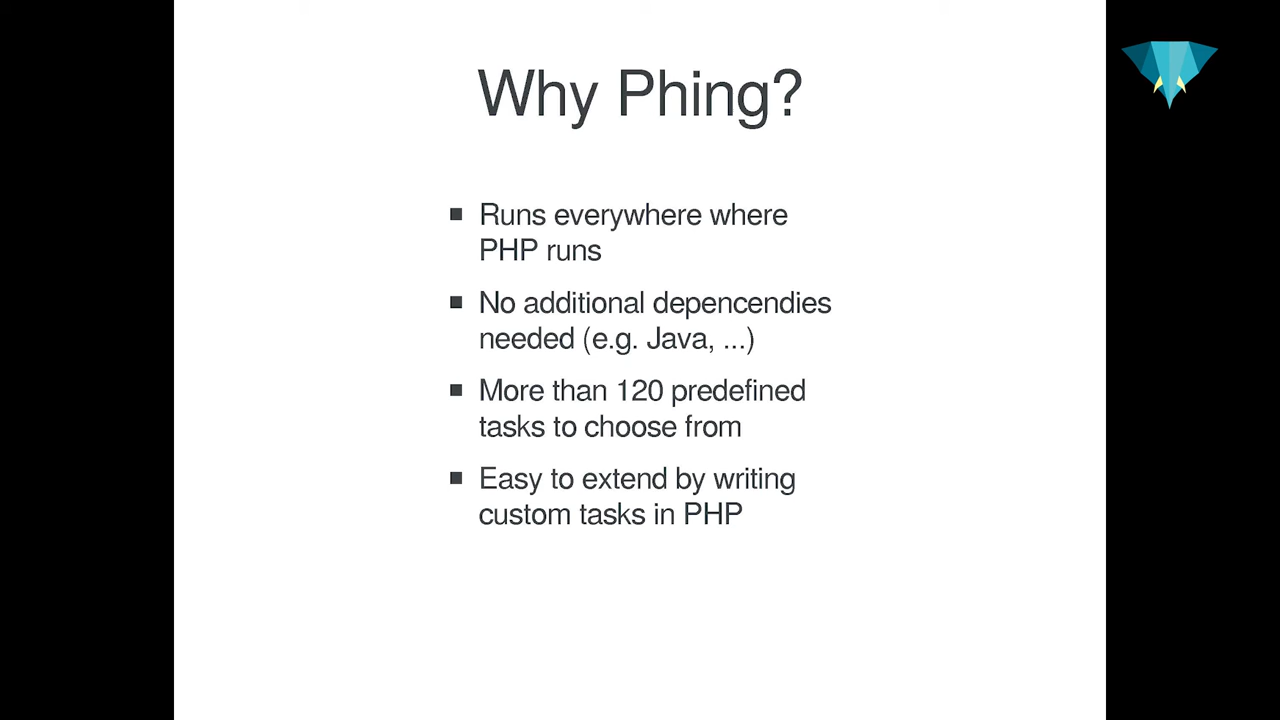 Why Phing?
Runs everywhere where
PHP runs
No additional depencendies
needed (e.g. Java, ...)
More than 120 predefined
tasks to choose from
Easy to extend by writing
custom tasks in PHP